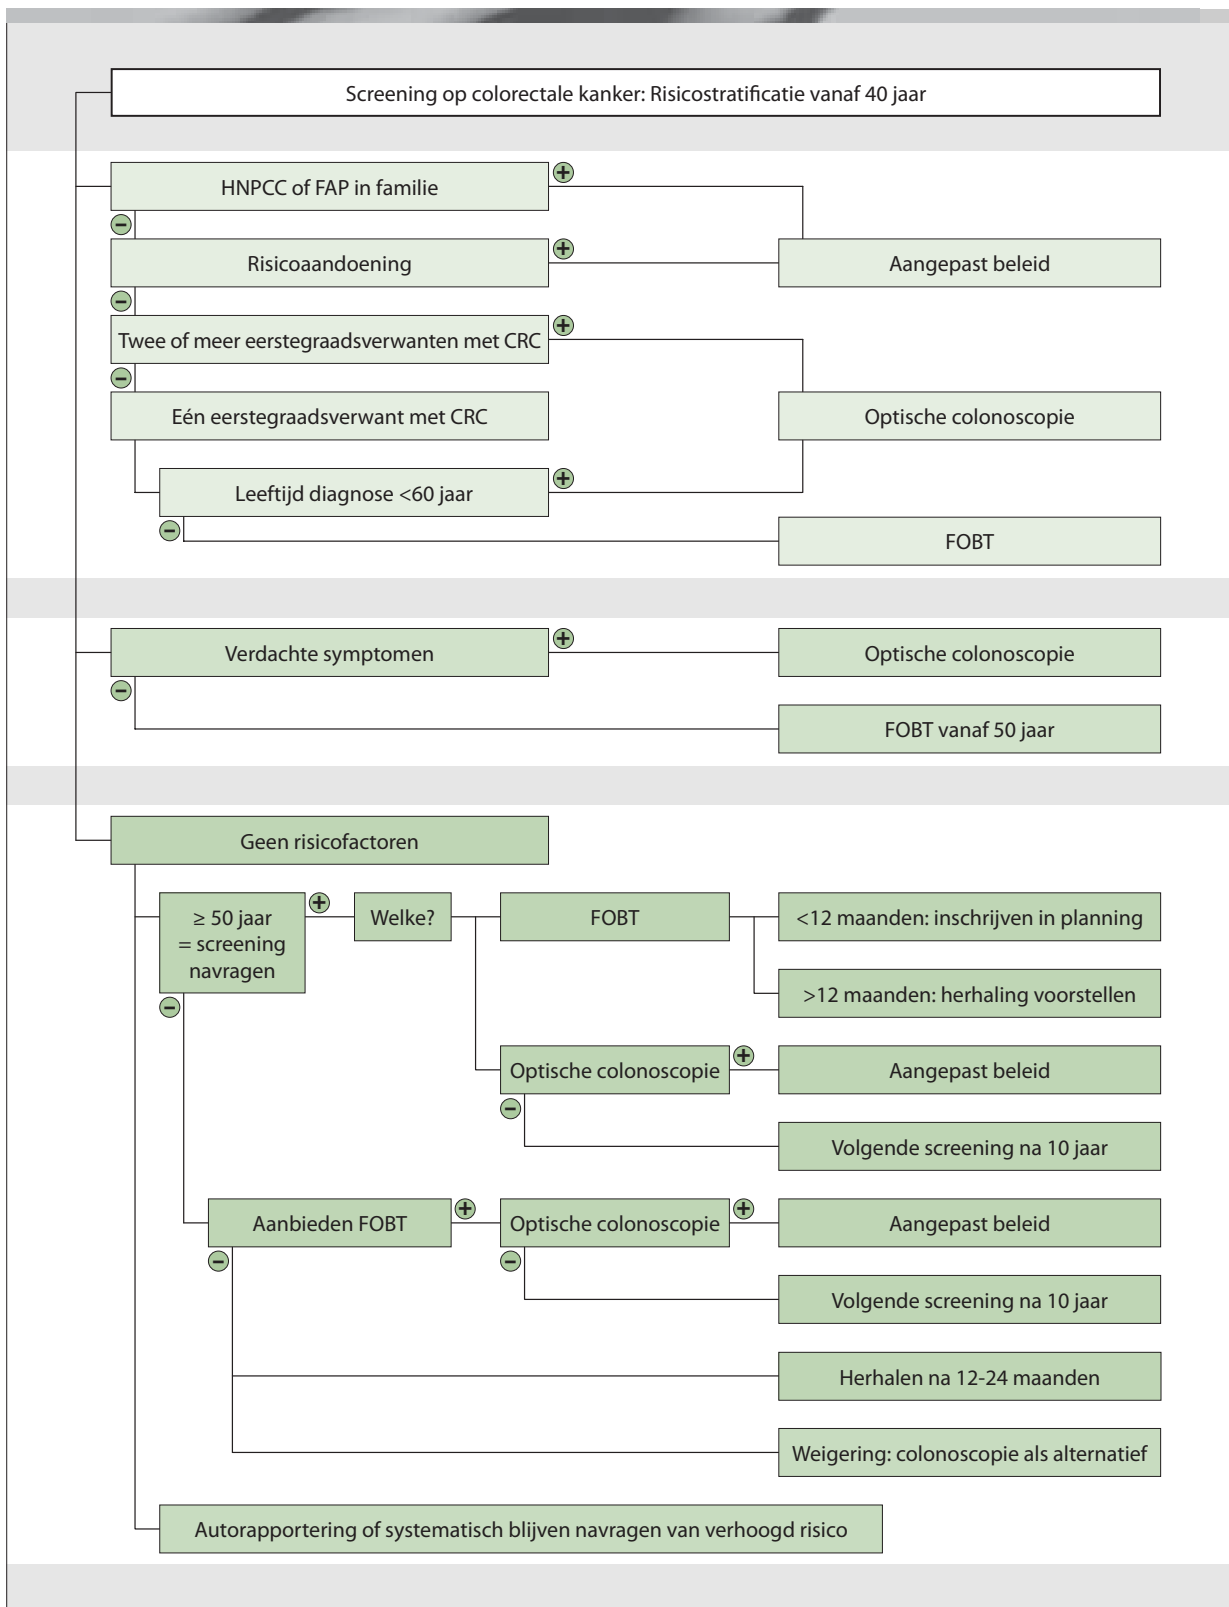 Screening op colorectale kanker: Risicostratificatie vanaf 40 jaar
HNPCC of FAP in familie
+
−
Risicoaandoening
+
Aangepast beleid
−
Twee of meer eerstegraadsverwanten met CRC
+
−
Eén eerstegraadsverwant met CRC
Optische colonoscopie
Leeftijd diagnose <60 jaar
+
−
FOBT
Verdachte symptomen
+
Optische colonoscopie
−
FOBT vanaf 50 jaar
Geen risicofactoren
≥ 50 jaar
= screening
navragen
+
−
Welke?
FOBT
<12 maanden: inschrijven in planning
>12 maanden: herhaling voorstellen
Optische colonoscopie
+
Aangepast beleid
−
Volgende screening na 10 jaar
Aanbieden FOBT
+
Optische colonoscopie
+
Aangepast beleid
−
−
Volgende screening na 10 jaar
Herhalen na 12-24 maanden
Weigering: colonoscopie als alternatief
Autorapportering of systematisch blijven navragen van verhoogd risico